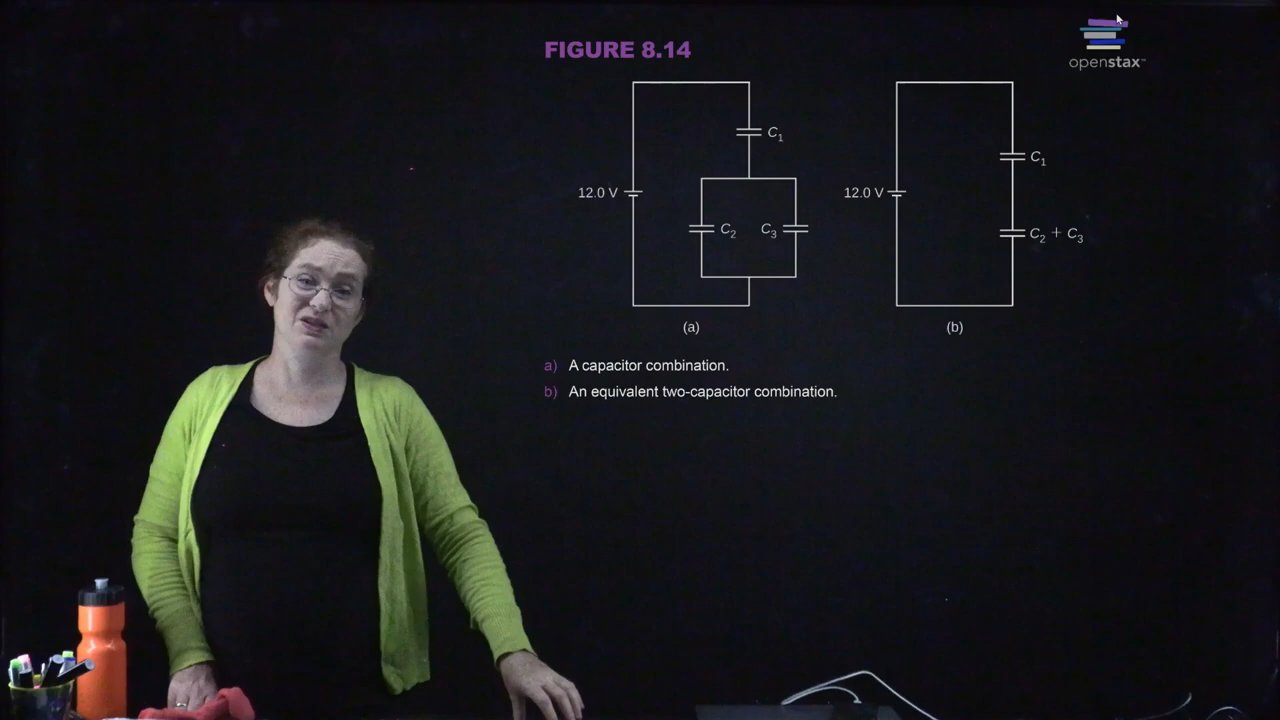 FIGURE 8.14
openstax™
C₁
12.0 V
C₂
C₃
(a)
C₁
12.0 V
C₂ + C₃
(b)
a) A capacitor combination.
b) An equivalent two-capacitor combination.